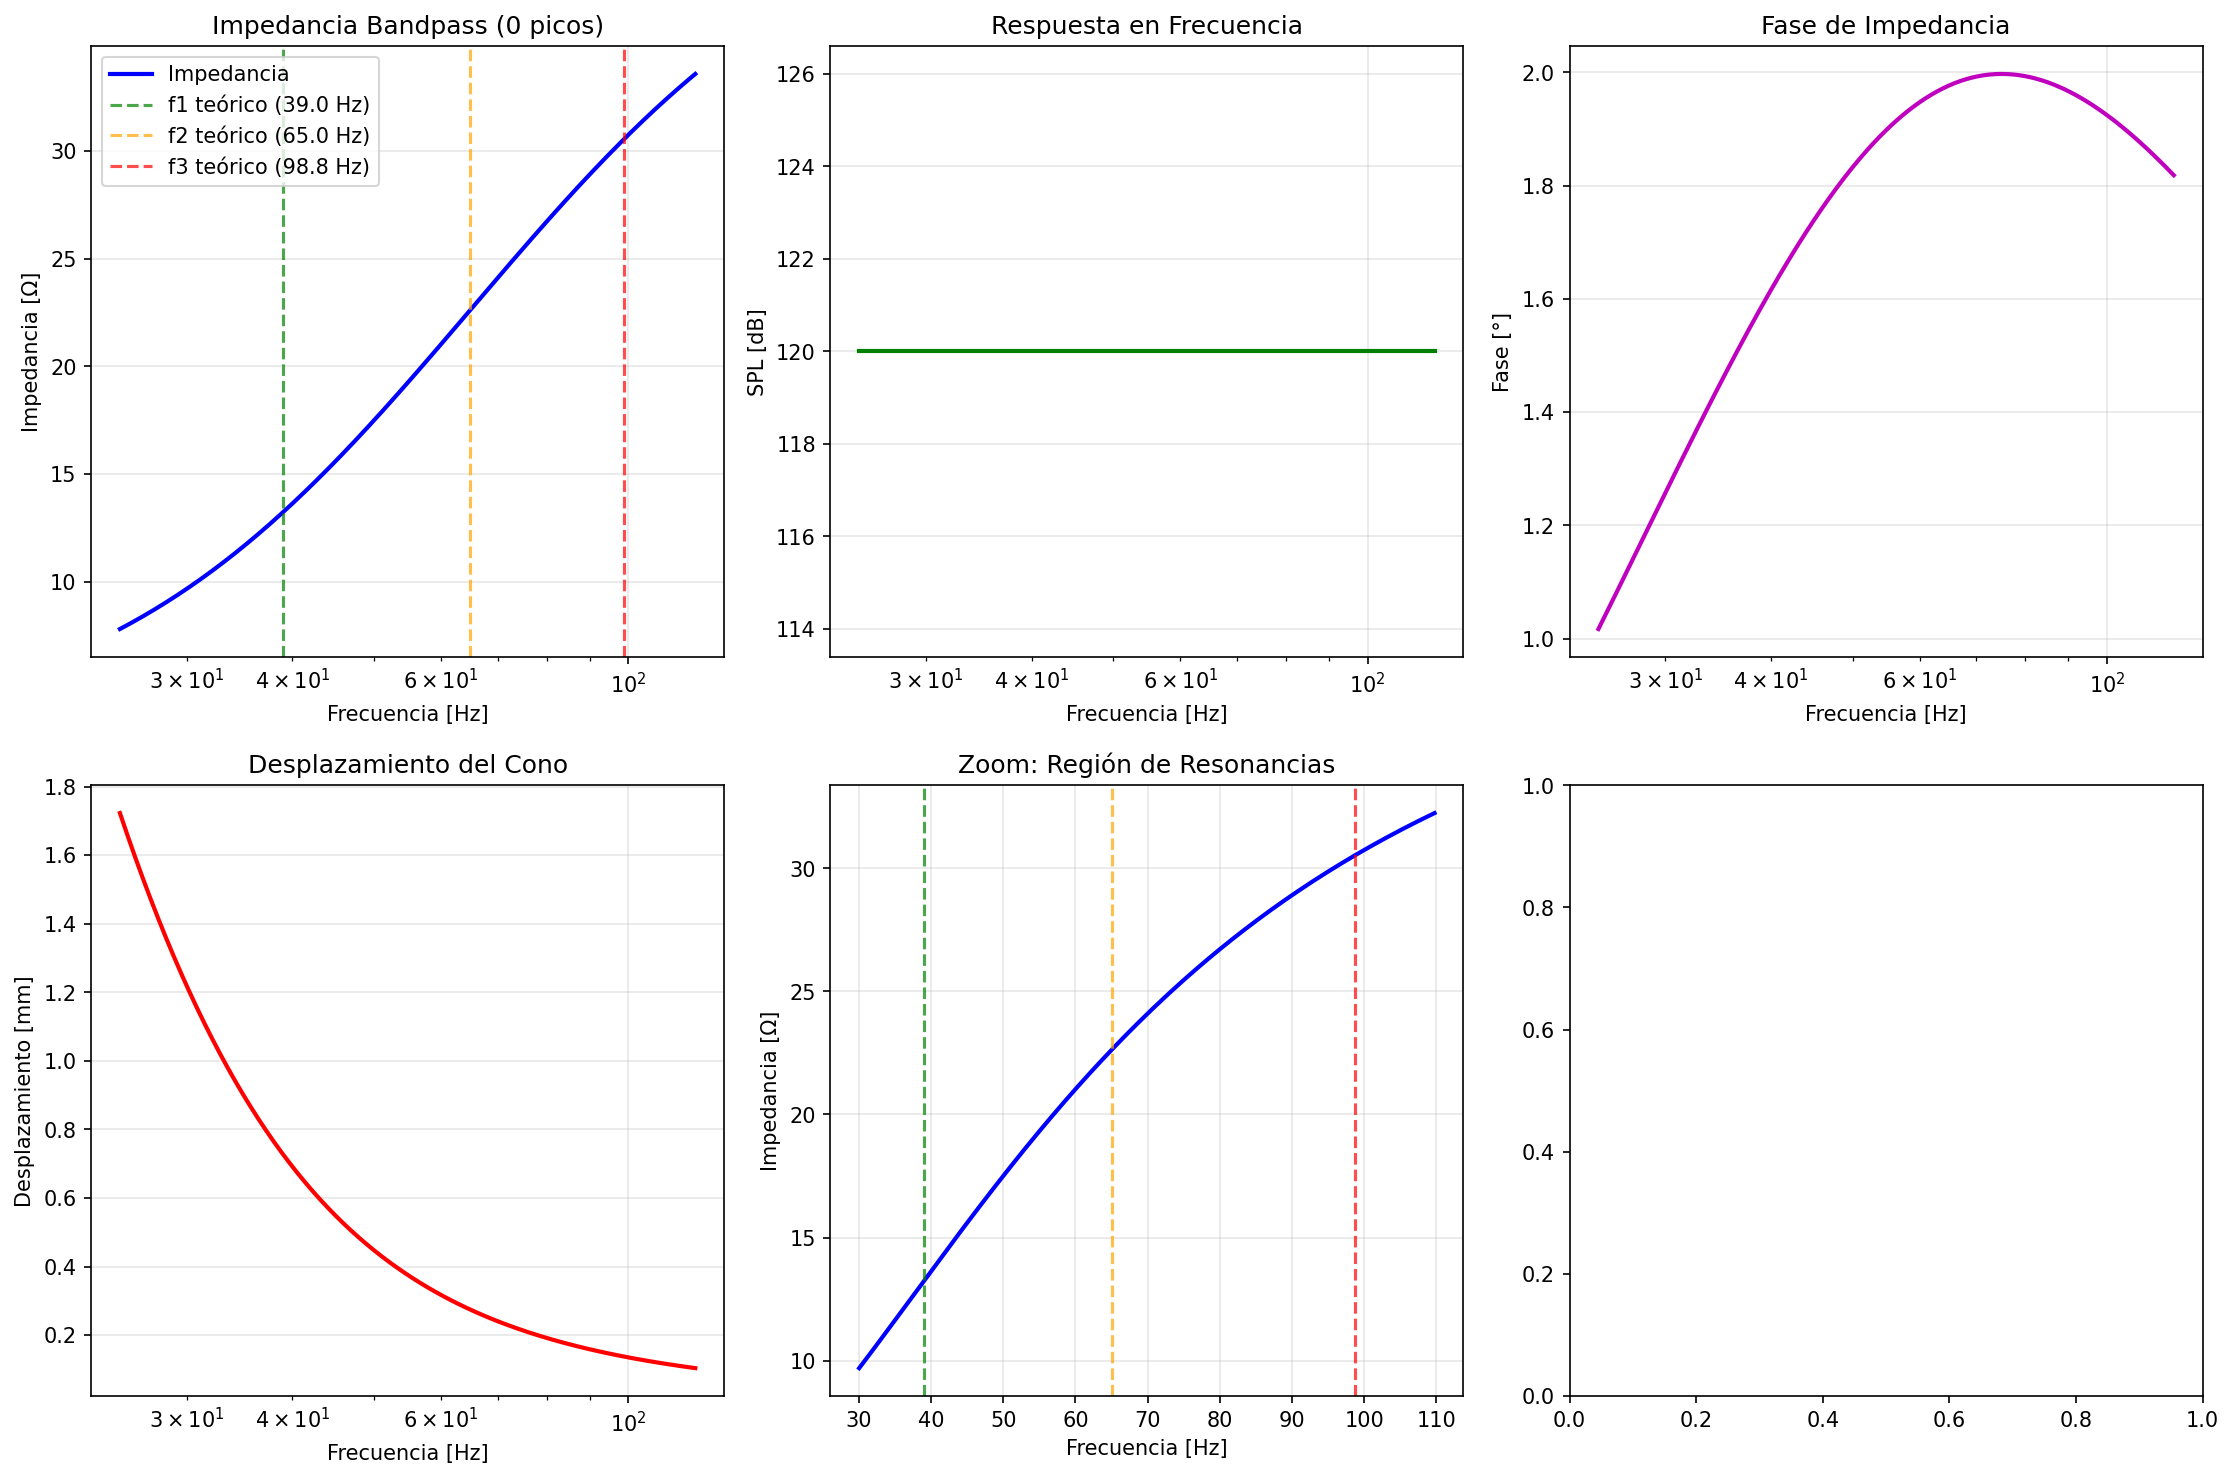 Impedancia Bandpass (0 picos)
Impedancia
f1 teórico (39.0 Hz)
f2 teórico (65.0 Hz)
f3 teórico (98.8 Hz)
Impedancia [Ω]
30
25
20
15
10
3 × 10¹
4 × 10¹
6 × 10¹
10²
Frecuencia [Hz]
Respuesta en Frecuencia
SPL [dB]
126
124
122
120
118
116
114
3 × 10¹
4 × 10¹
6 × 10¹
10²
Frecuencia [Hz]
Fase de Impedancia
Fase [°]
2.0
1.8
1.6
1.4
1.2
1.0
3 × 10¹
4 × 10¹
6 × 10¹
10²
Frecuencia [Hz]
Desplazamiento del Cono
Desplazamiento [mm]
1.8
1.6
1.4
1.2
1.0
0.8
0.6
0.4
0.2
3 × 10¹
4 × 10¹
6 × 10¹
10²
Frecuencia [Hz]
Zoom: Región de Resonancias
Impedancia [Ω]
30
25
20
15
10
30
40
50
60
70
80
90
100
110
Frecuencia [Hz]
1.0
0.8
0.6
0.4
0.2
0.0
0.0
0.2
0.4
0.6
0.8
1.0